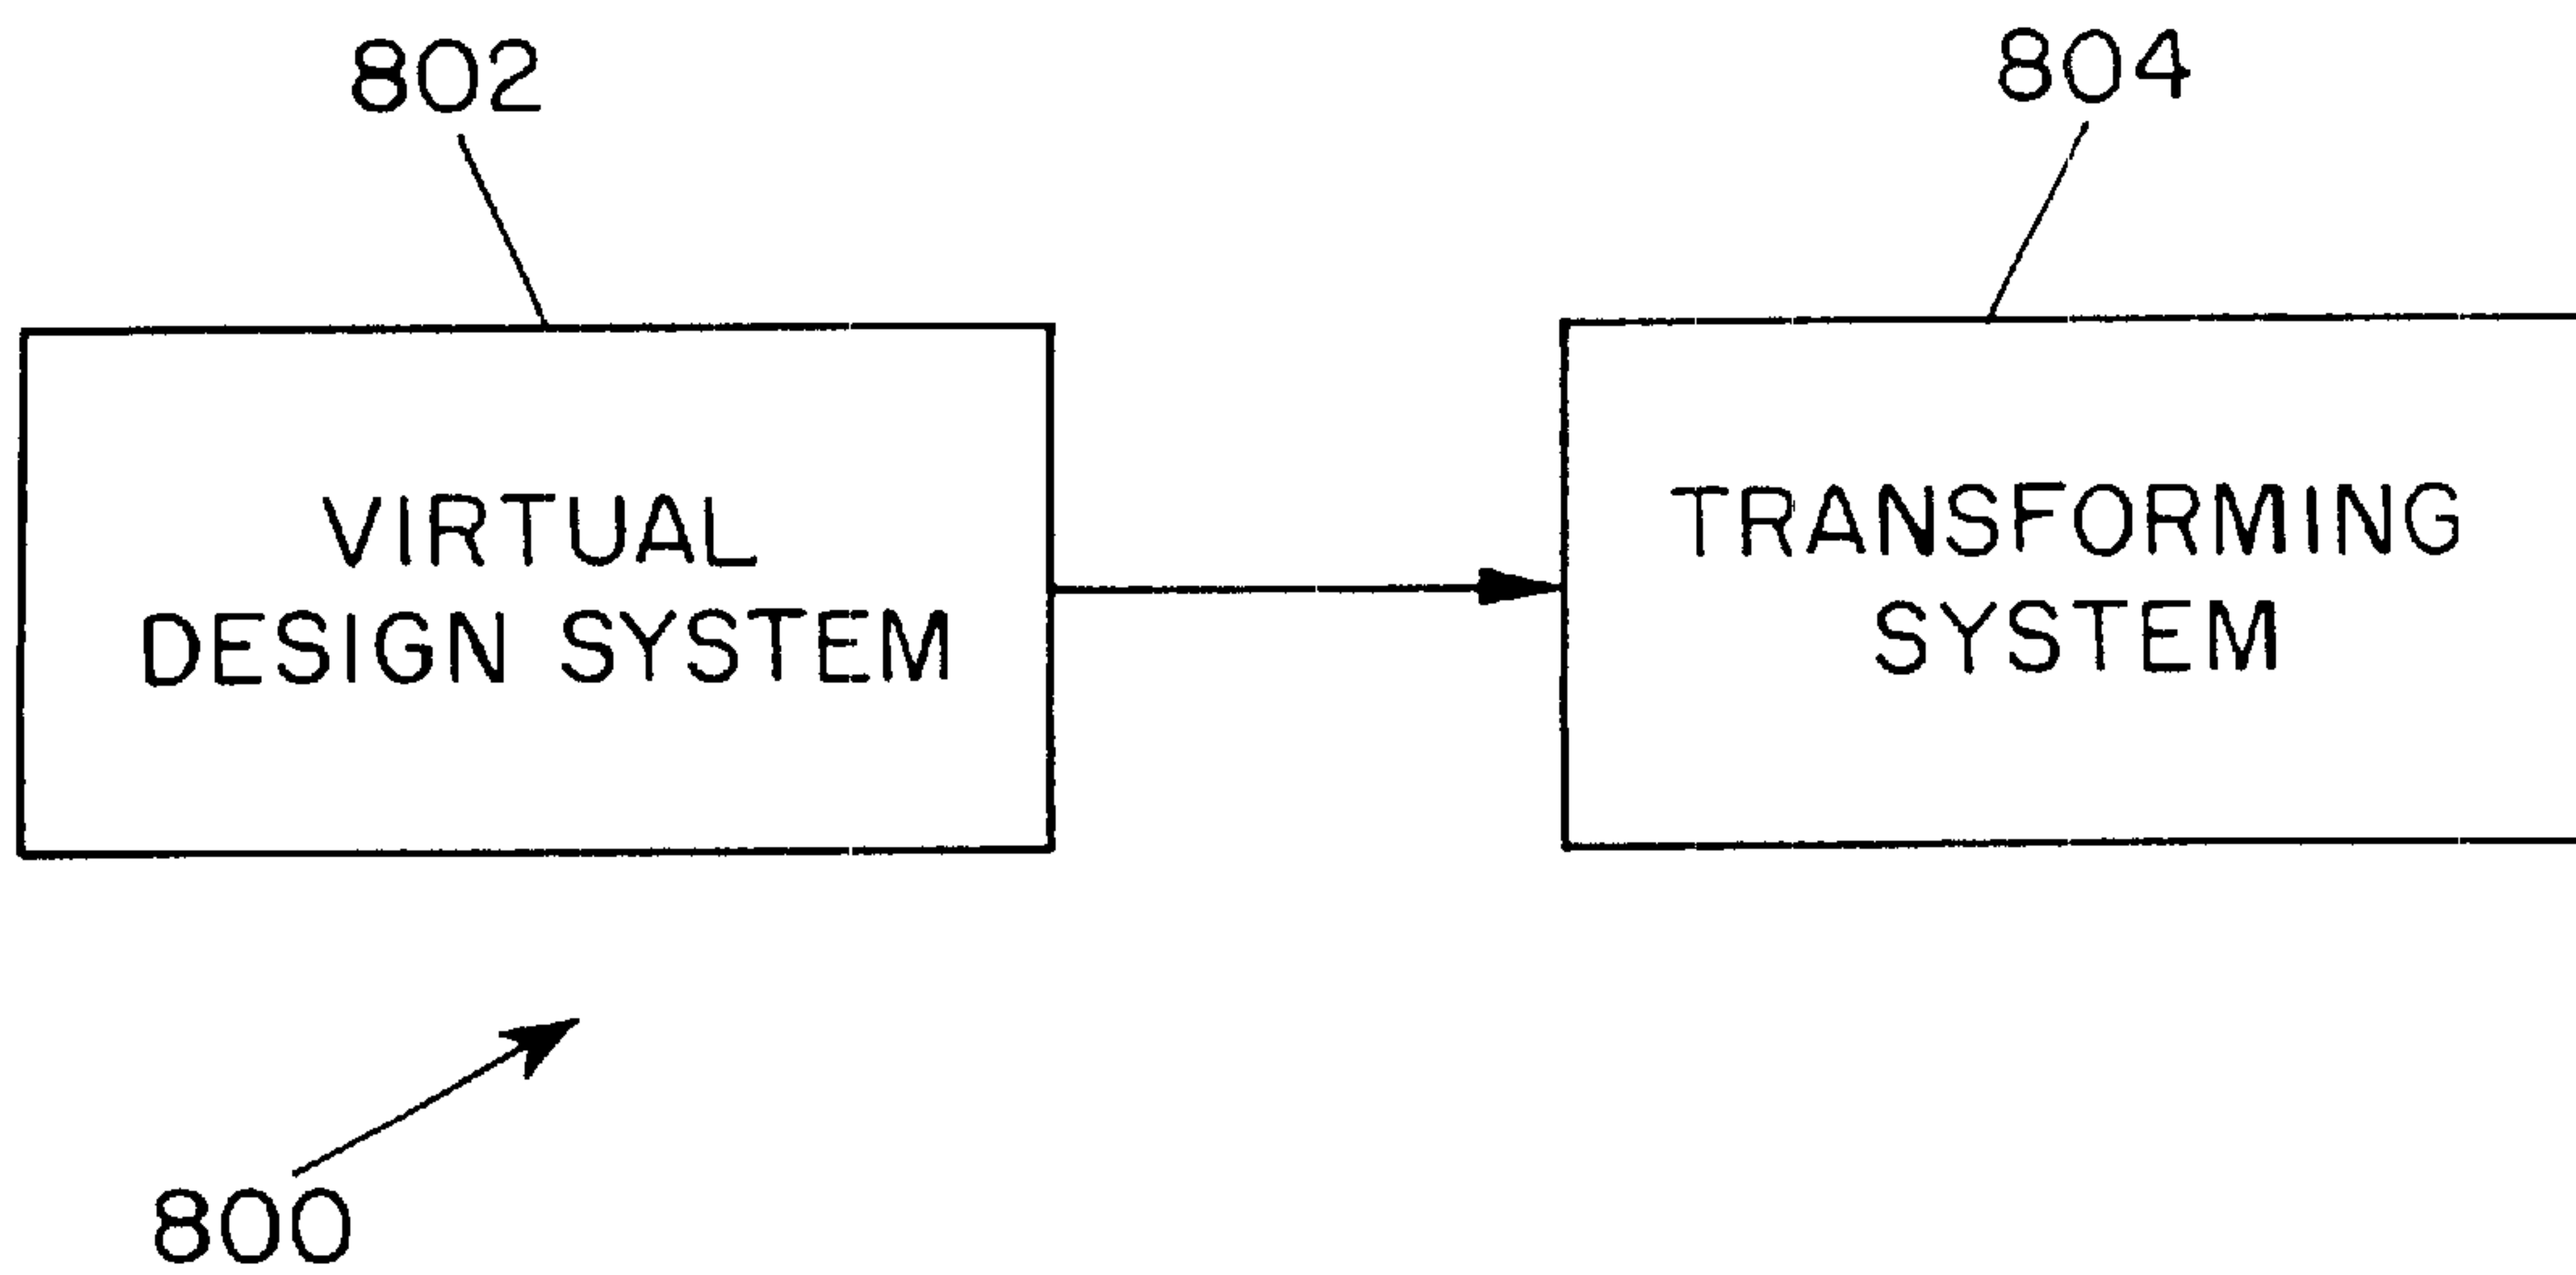 802
804
VIRTUAL
DESIGN SYSTEM
TRANSFORMING
SYSTEM
800